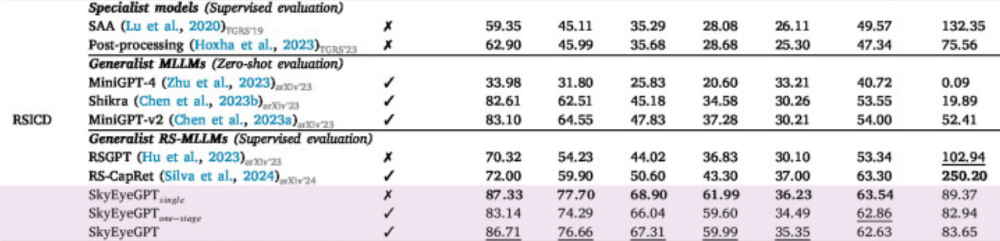 Specialist models (Supervised evaluation)
SAA (Lu et al., 2020)TGRS'19 ✗ 59.35 45.11 35.29 28.08 26.11 49.57 132.35
Post-processing (Hoxha et al., 2023)TGRS'23 ✗ 62.90 45.99 35.68 28.68 25.30 47.34 75.56
Generalist MLLMs (Zero-shot evaluation)
MiniGPT-4 (Zhu et al., 2023)arXiv'23 ✓ 33.98 31.80 25.83 20.60 33.21 40.72 0.09
Shikra (Chen et al., 2023b)arXiv'23 ✓ 82.61 62.51 45.18 34.58 30.26 53.55 19.89
RSICD MiniGPT-v2 (Chen et al., 2023a)arXiv'23 ✓ 83.10 64.55 47.83 37.28 30.21 54.00 52.41
Generalist RS-MLLMs (Supervised evaluation)
RSGPT (Hu et al., 2023)arXiv'23 ✗ 70.32 54.23 44.02 36.83 30.10 53.34 102.94
RS-CapRet (Silva et al., 2024)arXiv'24 ✓ 72.00 59.90 50.60 43.30 37.00 63.30 250.20
SkyEyeGPTsingle ✗ 87.33 77.70 68.90 61.99 36.23 63.54 89.37
SkyEyeGPTone-stage ✓ 83.14 74.29 66.04 59.60 34.49 62.86 82.94
SkyEyeGPT ✓ 86.71 76.66 67.31 59.99 35.35 62.63 83.65